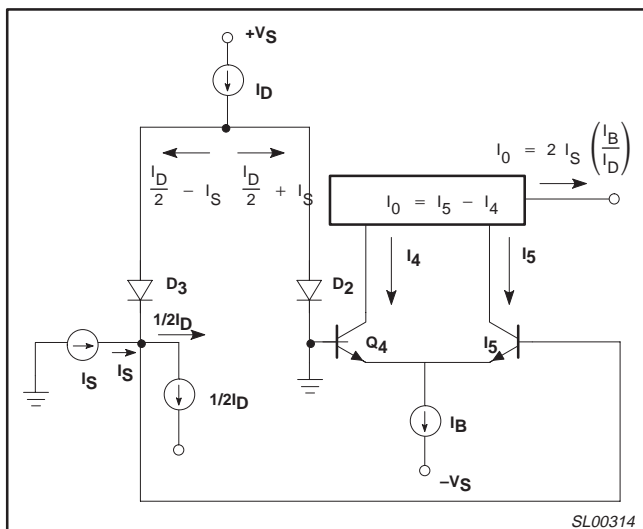 +VS
ID
ID/2 − IS
ID/2 + IS
I0 = 2 IS (IB/ID)
I0 = I5 − I4
I4
I5
D3
D2
1/2ID
Q4
I5
IS
IS
1/2ID
IB
−VS
SL00314